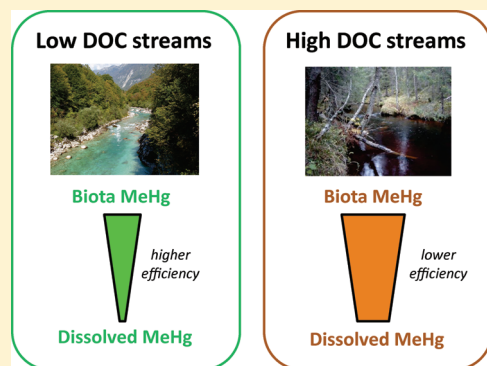 Low DOC streams
Biota MeHg
higher
efficiency
Dissolved MeHg
High DOC streams
Biota MeHg
lower
efficiency
Dissolved MeHg